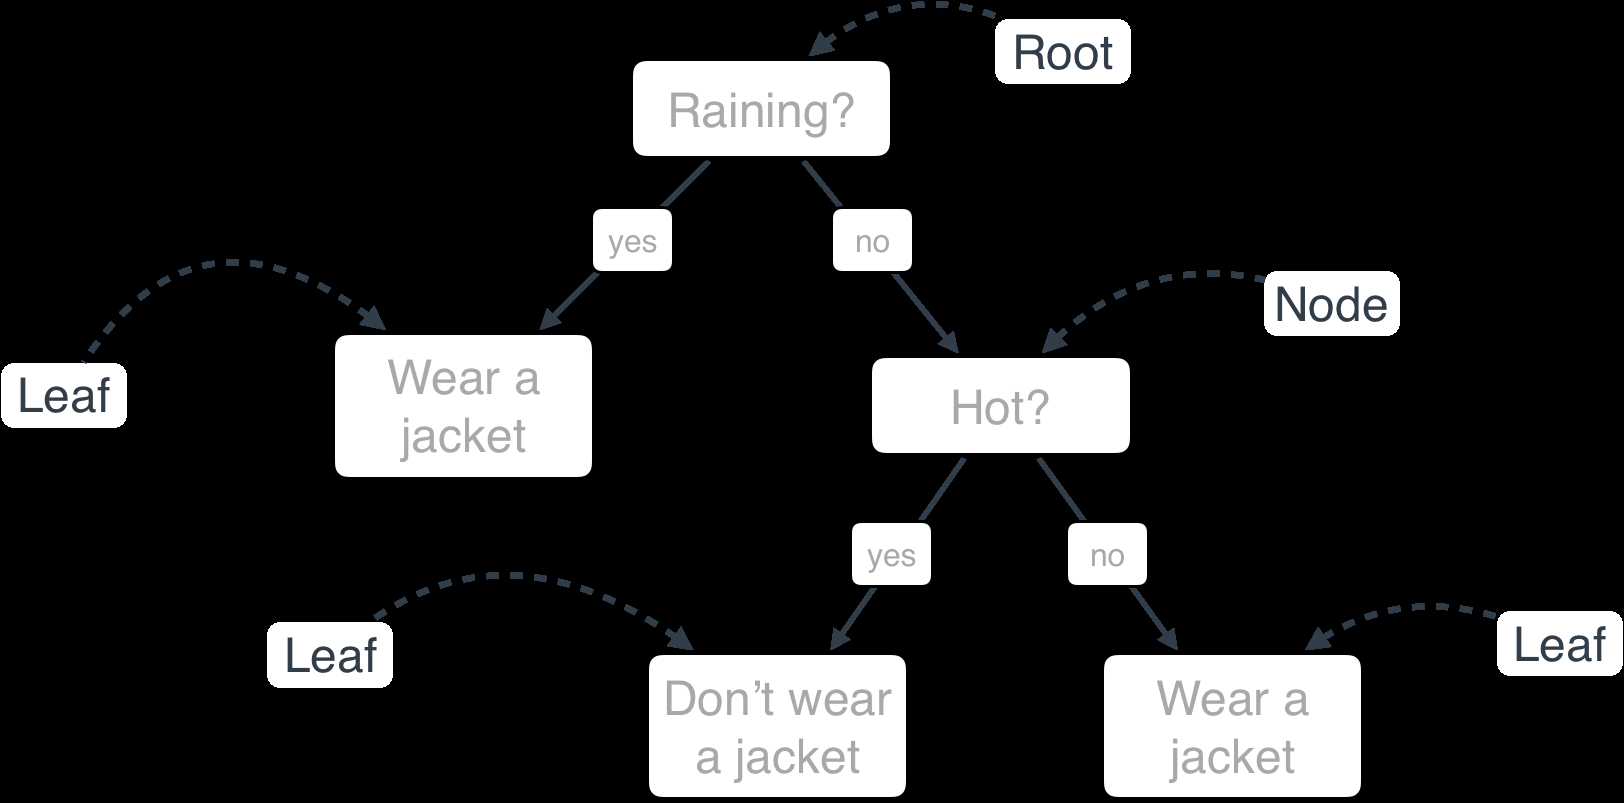 Root
Raining?
yes
no
Node
Leaf
Wear a
jacket
Hot?
yes
no
Leaf
Leaf
Don’t wear
a jacket
Wear a
jacket